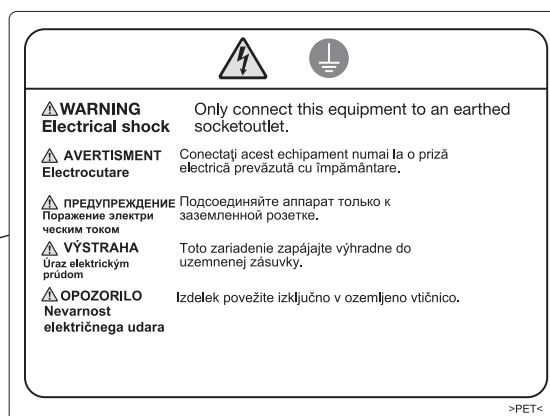 WARNING
Electrical shock
Only connect this equipment to an earthed
socketoutlet.
AVERTISMENT
Electrocutare
Conectaţi acest echipament numai la o priză
electrică prevăzută cu împământare.
ПРЕДУПРЕЖДЕНИЕ
Поражение электри
ческим током
Подсоединяйте аппарат только к
заземленной розетке.
VÝSTRAHA
Úraz elektrickým
prúdom
Toto zariadenie zapájajte výhradne do
uzemnenej zásuvky.
OPOZORILO
Nevarnost
električnega udara
Izdelek povežite izključno v ozemljeno vtičnico.
>PET<